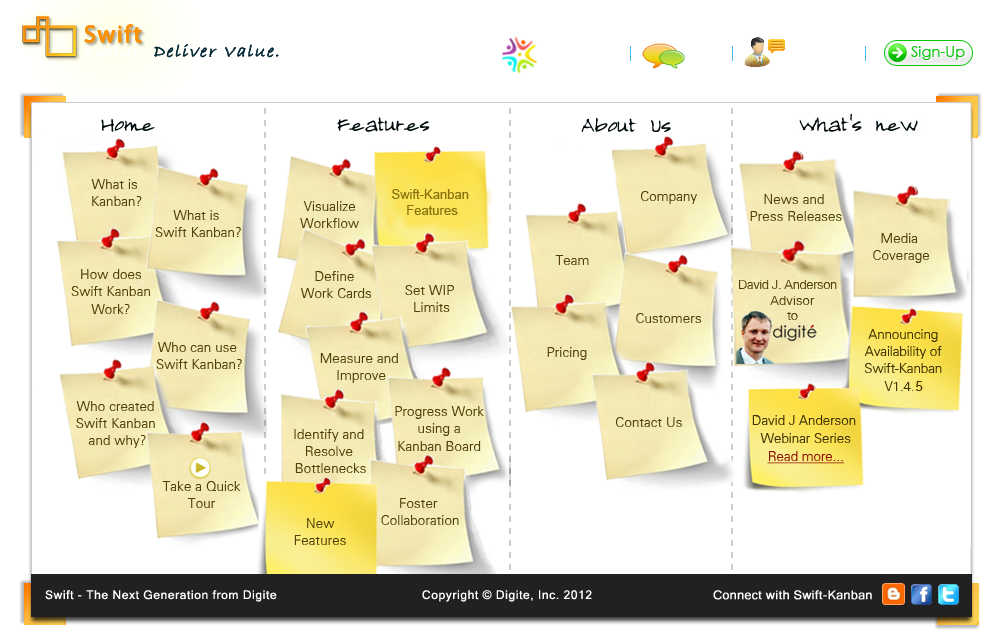 Swift
Deliver Value.
Sign-Up
Home
What is
Kanban?
What is
Swift Kanban?
How does
Swift Kanban
Work?
Who can use
Swift Kanban?
Who created
Swift Kanban
and why?
Take a Quick
Tour
Features
Visualize
Workflow
Swift-Kanban
Features
Define
Work Cards
Set WIP
Limits
Measure and
Improve
Progress Work
using a
Kanban Board
Identify and
Resolve
Bottlenecks
Foster
Collaboration
New
Features
About Us
Company
Team
Customers
Pricing
Contact Us
What's new
News and
Press Releases
Media
Coverage
David J. Anderson
Advisor
to
digité
Announcing
Availability of
Swift-Kanban
V1.4.5
David J Anderson
Webinar Series
Read more...
Swift - The Next Generation from Digite
Copyright © Digite, Inc. 2012
Connect with Swift-Kanban